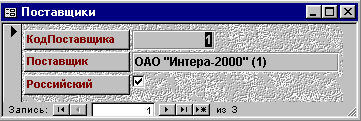 Поставщики
КодПоставщика 1
Поставщик ОАО "Интера-2000" (1)
Российский
Запись: 1 из 3